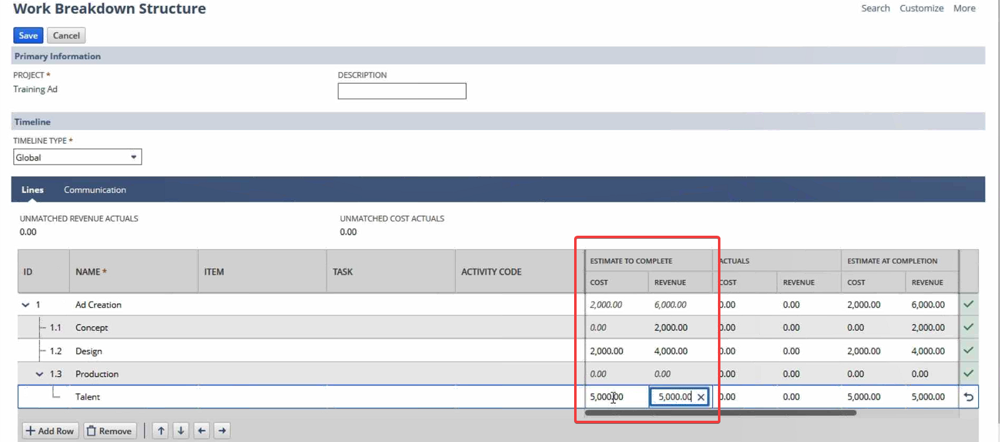 Work Breakdown Structure
Search Customize More
Save Cancel
Primary Information
PROJECT * DESCRIPTION
Training Ad
Timeline
TIMELINE TYPE *
Global
Lines Communication
UNMATCHED REVENUE ACTUALS UNMATCHED COST ACTUALS
0.00 0.00
ID NAME * ITEM TASK ACTIVITY CODE ESTIMATE TO COMPLETE ACTUALS ESTIMATE AT COMPLETION
COST REVENUE COST REVENUE COST REVENUE
1 Ad Creation 2,000.00 6,000.00 0.00 0.00 2,000.00 6,000.00
1.1 Concept 0.00 2,000.00 0.00 0.00 0.00 2,000.00
1.2 Design 2,000.00 4,000.00 0.00 0.00 2,000.00 4,000.00
1.3 Production 0.00 0.00 0.00 0.00 0.00 0.00
Talent 5,000.00 5,000.00 0.00 0.00 5,000.00 5,000.00
Add Row Remove